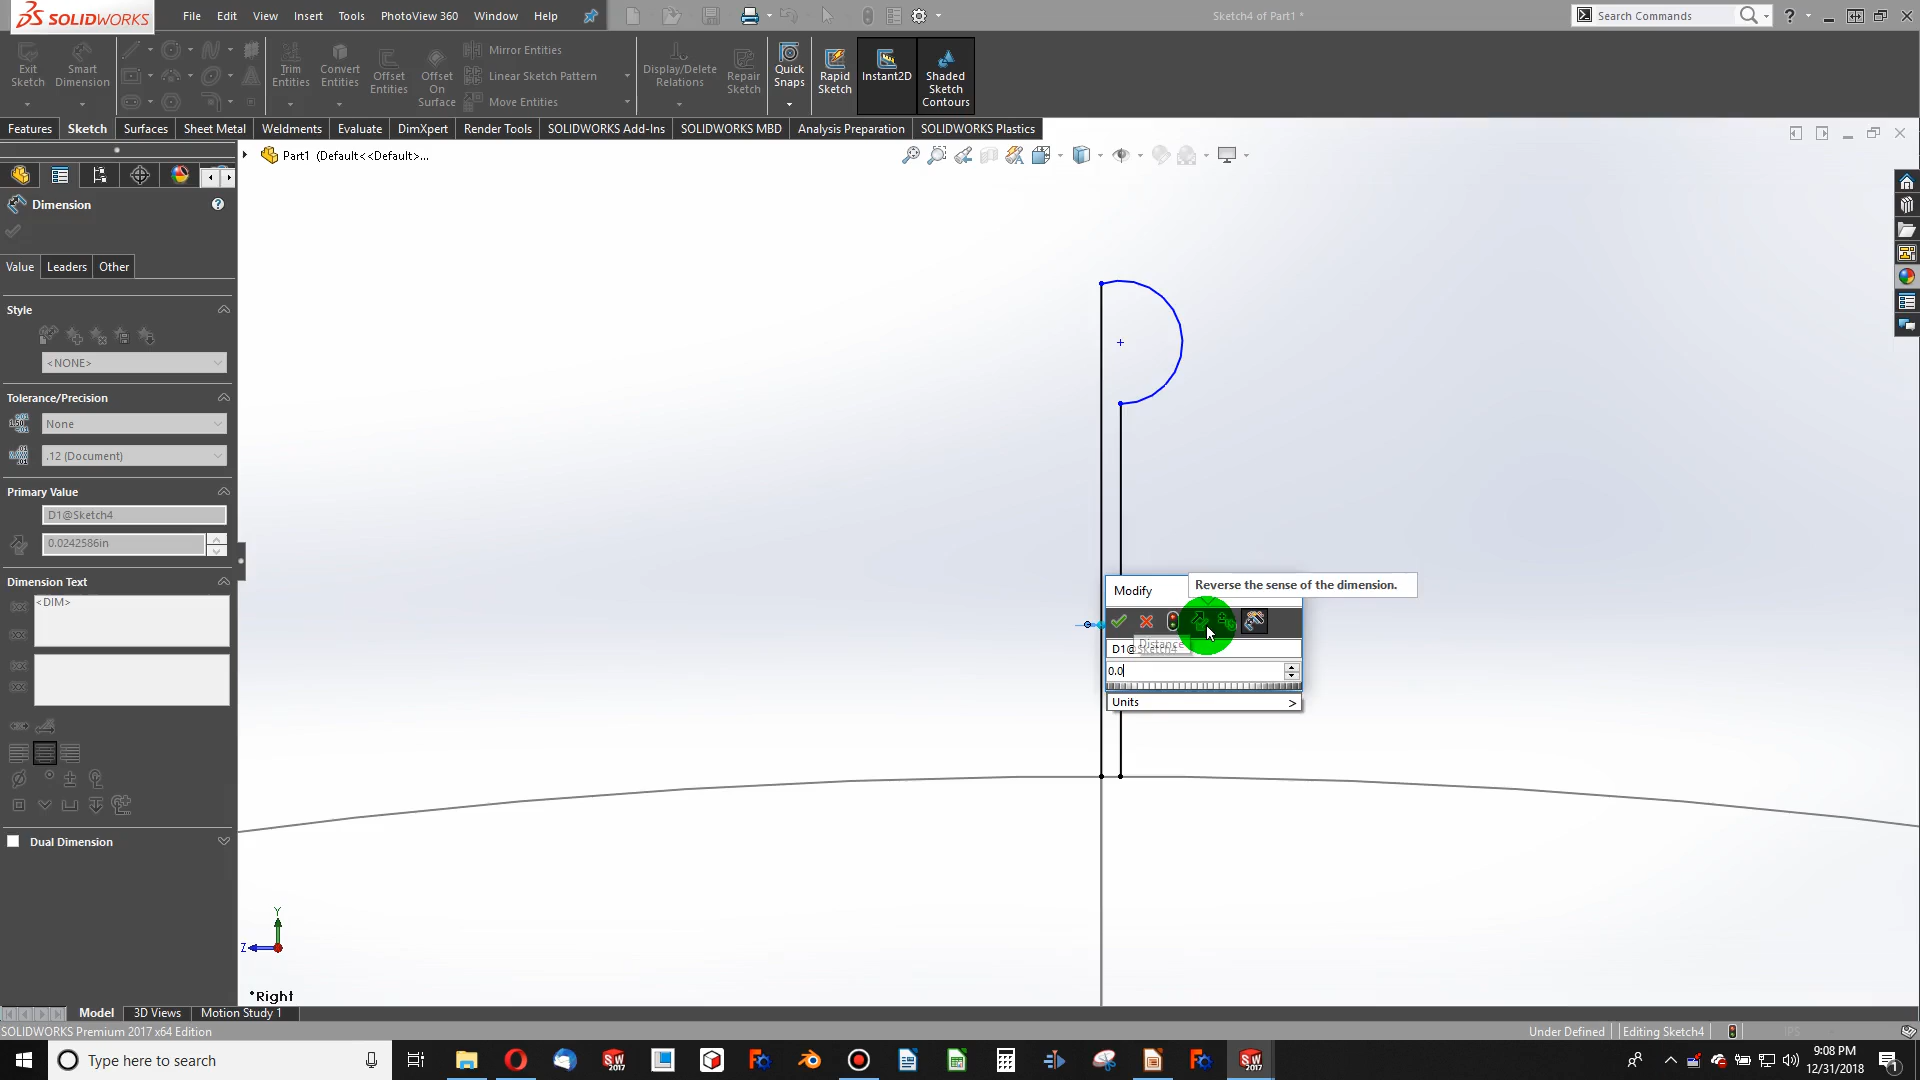 SOLIDWORKS
File Edit View Insert Tools PhotoView 360 Window Help
Sketch4 of Part1 *
Search Commands
Exit Sketch
Smart Dimension
Trim Entities
Convert Entities
Offset Entities
Offset On Surface
Mirror Entities
Linear Sketch Pattern
Move Entities
Display/Delete Relations
Repair Sketch
Quick Snaps
Rapid Sketch
Instant2D
Shaded Sketch Contours
Features Sketch Surfaces Sheet Metal Weldments Evaluate DimXpert Render Tools SOLIDWORKS Add-Ins SOLIDWORKS MBD Analysis Preparation SOLIDWORKS Plastics
Part1 (Default<<Default>...
Dimension
Value Leaders Other
Style
<NONE>
Tolerance/Precision
None
.12 (Document)
Primary Value
D1@Sketch4
0.0242586in
Dimension Text
<DIM>
Dual Dimension
Modify
Reverse the sense of the dimension.
Distance
D1@Sketch4
0.0
Units >
Y
Z
*Right
Model 3D Views Motion Study 1
SOLIDWORKS Premium 2017 x64 Edition
Under Defined Editing Sketch4 IPS
Type here to search
9:08 PM
12/31/2018